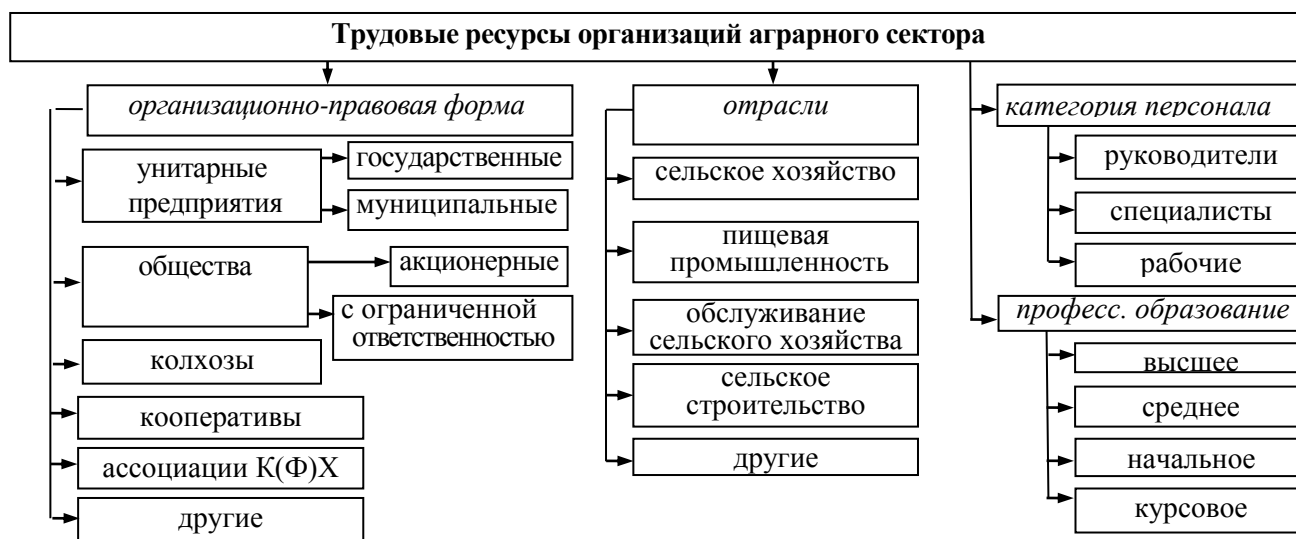 Трудовые ресурсы организаций аграрного сектора
организационно-правовая форма
унитарные
предприятия
государственные
муниципальные
общества
акционерные
с ограниченной
ответственностью
колхозы
кооперативы
ассоциации К(Ф)Х
другие
отрасли
сельское хозяйство
пищевая
промышленность
обслуживание
сельского хозяйства
сельское
строительство
другие
категория персонала
руководители
специалисты
рабочие
професс. образование
высшее
среднее
начальное
курсовое